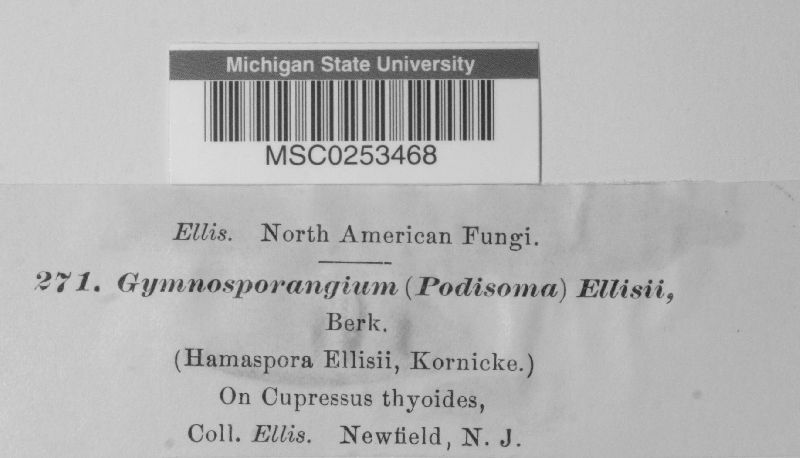 Michigan State University
MSC0253468
Ellis. North American Fungi.
271. Gymnosporangium (Podisoma) Ellisii,
Berk.
(Hamaspora Ellisii, Kornicke.)
On Cupressus thyoides,
Coll. Ellis. Newfield, N. J.